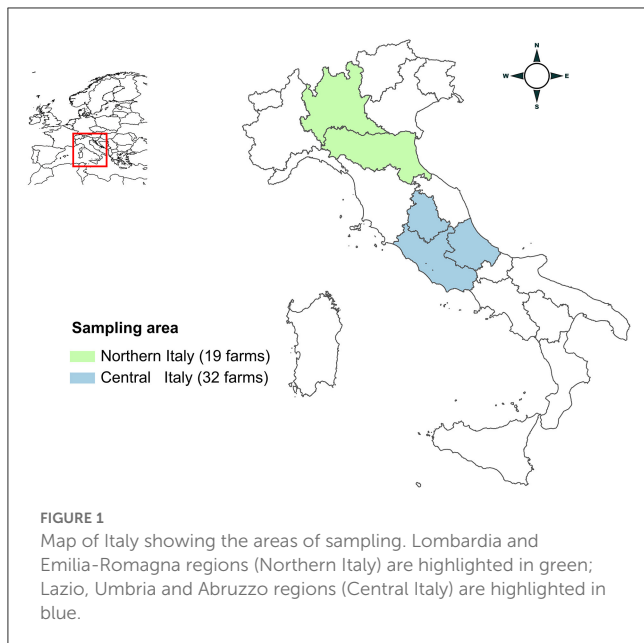 N
W E
S
Sampling area
Northern Italy (19 farms)
Central Italy (32 farms)
FIGURE 1
Map of Italy showing the areas of sampling. Lombardia and
Emilia-Romagna regions (Northern Italy) are highlighted in green;
Lazio, Umbria and Abruzzo regions (Central Italy) are highlighted in
blue.